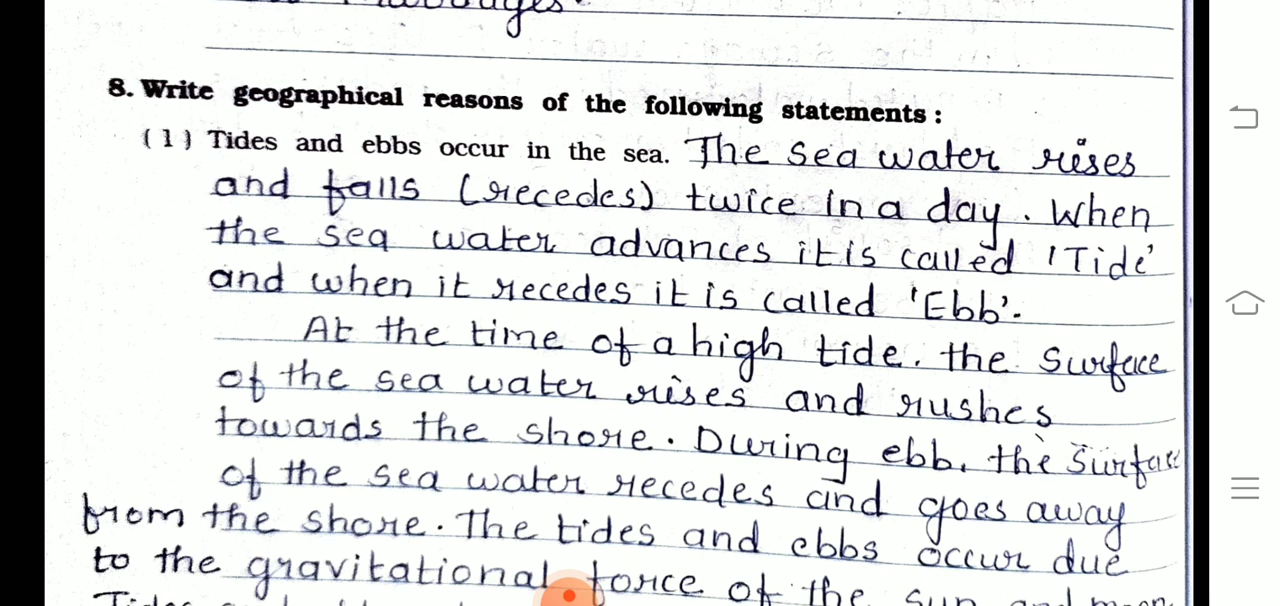 8. Write geographical reasons of the following statements :
(1) Tides and ebbs occur in the sea. The sea water rises
and falls (recedes) twice in a day. When
the sea water advances it is called 'Tide'
and when it recedes it is called 'Ebb'.
At the time of a high tide, the surface
of the sea water rises and rushes
towards the shore. During ebb, the surface
of the sea water recedes and goes away
from the shore. The tides and ebbs occur due
to the gravitational force of the sun and moon.